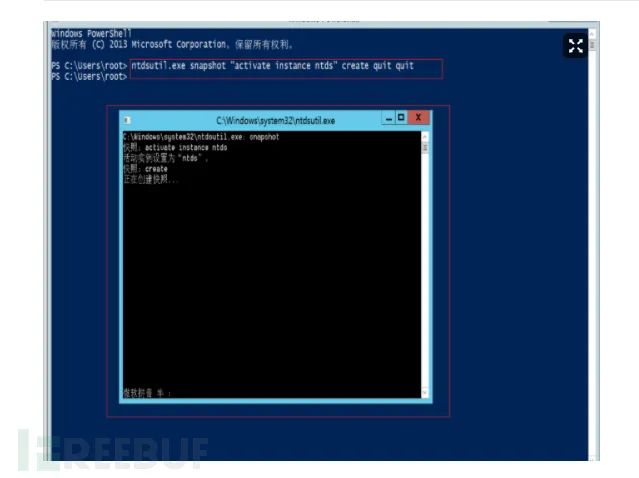 Windows PowerShell
版权所有 (C) 2013 Microsoft Corporation。保留所有权利。
PS C:\Users\root> ntdsutil.exe snapshot "activate instance ntds" create quit quit
PS C:\Users\root>
C:\Windows\system32\ntdsutil.exe
C:\Windows\system32\ntdsutil.exe: snapshot
快照: activate instance ntds
活动实例设置为"ntds"。
快照: create
正在创建快照...
微软拼音 半 :
REEBUF